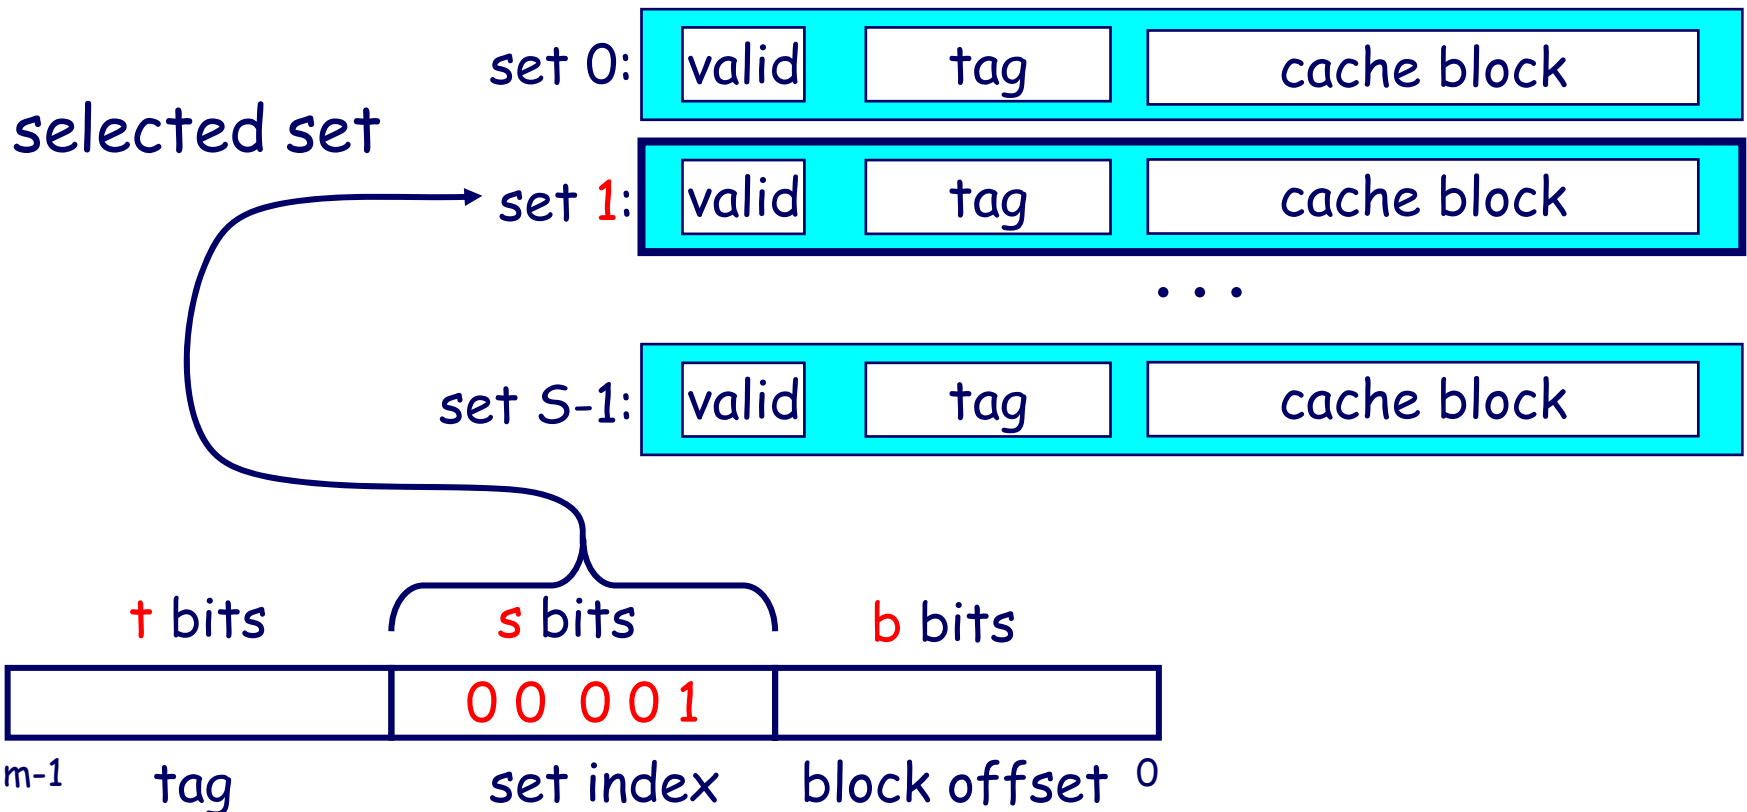 set 0: valid tag cache block
selected set
set 1: valid tag cache block
. . .
set S-1: valid tag cache block
t bits s bits b bits
0 0 0 0 1
m-1 tag set index block offset 0